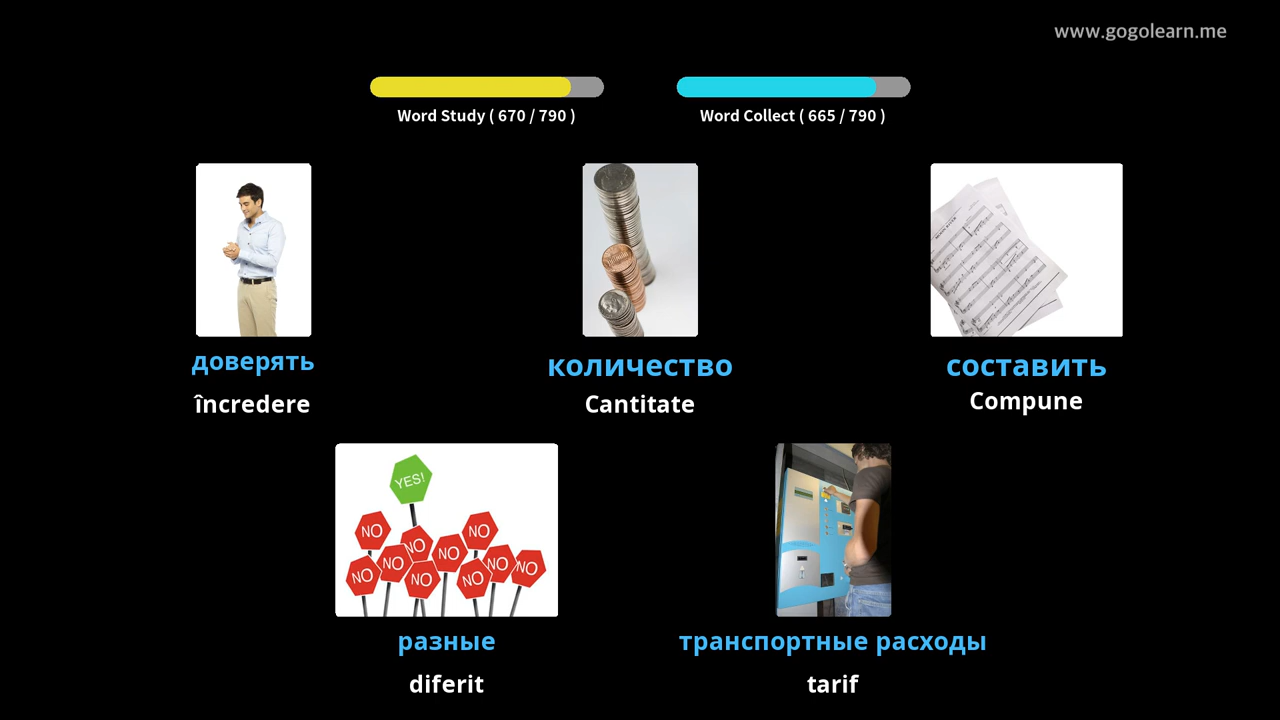 www.gogolearn.me
Word Study ( 670 / 790 )
Word Collect ( 665 / 790 )
доверять
încredere
количество
Cantitate
составить
Compune
YES!
NO
NO
NO
NO
NO
NO
NO
NO
NO
NO
разные
diferit
транспортные расходы
tarif